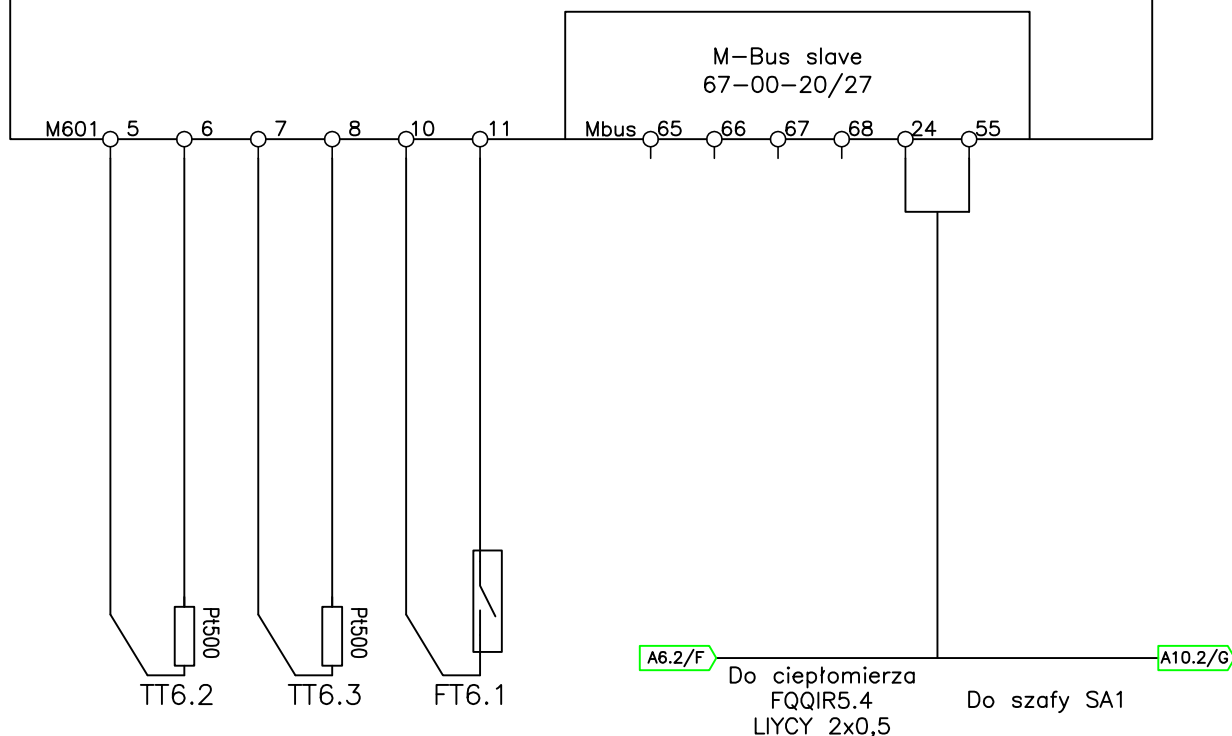 M-Bus slave
67-00-20/27
M601 5 6 7 8 10 11
Mbus 65 66 67 68 24 55
Pt500
Pt500
TT6.2
TT6.3
FT6.1
A6.2/F
A10.2/G
Do ciepłomierza
FQQIR5.4
LIYCY 2x0,5
Do szafy SA1